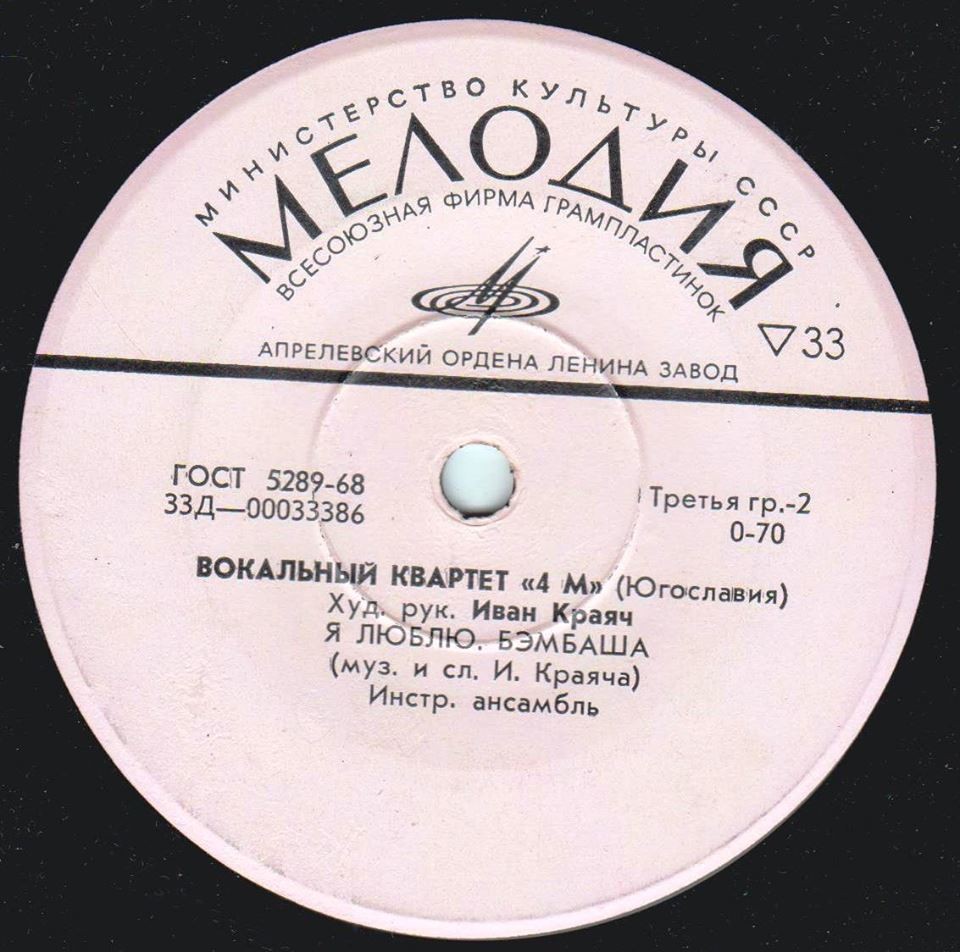 МИНИСТЕРСТВО КУЛЬТУРЫ СССР
МЕЛОДИЯ
ВСЕСОЮЗНАЯ ФИРМА ГРАМПЛАСТИНОК
▽33
АПРЕЛЕВСКИЙ ОРДЕНА ЛЕНИНА ЗАВОД
ГОСТ 5289-68
33Д—00033386
Третья гр.-2
0-70
ВОКАЛЬНЫЙ КВАРТЕТ «4 М» (Югославия)
Худ. рук. Иван Краяч
Я ЛЮБЛЮ. БЭМБАША
(муз. и сл. И. Краяча)
Инстр. ансамбль